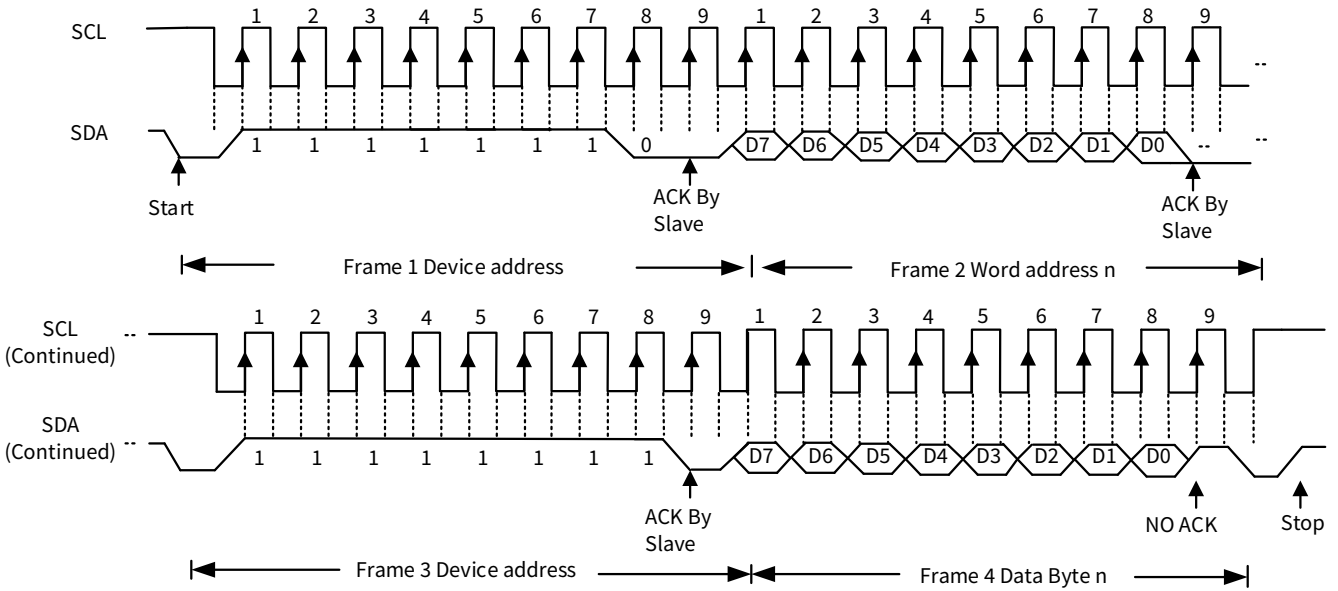 1 2 3 4 5 6 7 8 9 1 2 3 4 5 6 7 8 9
SCL
--
SDA
--
1 1 1 1 1 1 1 0 D7 D6 D5 D4 D3 D2 D1 D0 --
Start
ACK By
Slave
ACK By
Slave
Frame 1 Device address
Frame 2 Word address n
1 2 3 4 5 6 7 8 9 1 2 3 4 5 6 7 8 9
SCL --
(Continued)
SDA --
(Continued)
1 1 1 1 1 1 1 1 D7 D6 D5 D4 D3 D2 D1 D0
ACK By
Slave
NO ACK
Stop
Frame 3 Device address
Frame 4 Data Byte n